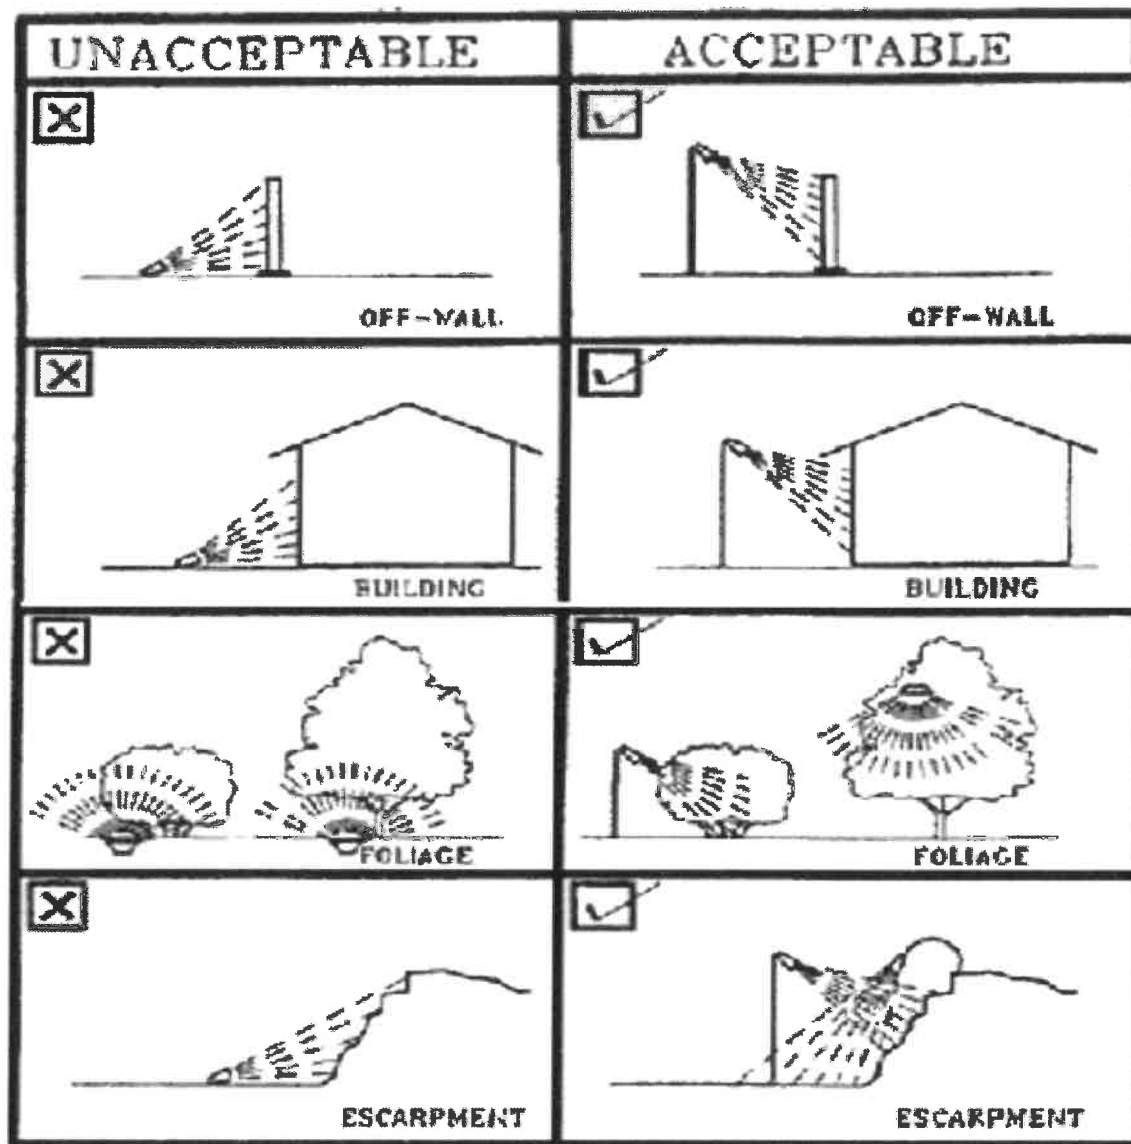 UNACCEPTABLE ACCEPTABLE
OFF-WALL OFF-WALL
BUILDING BUILDING
FOLIAGE FOLIAGE
ESCARPMENT ESCARPMENT